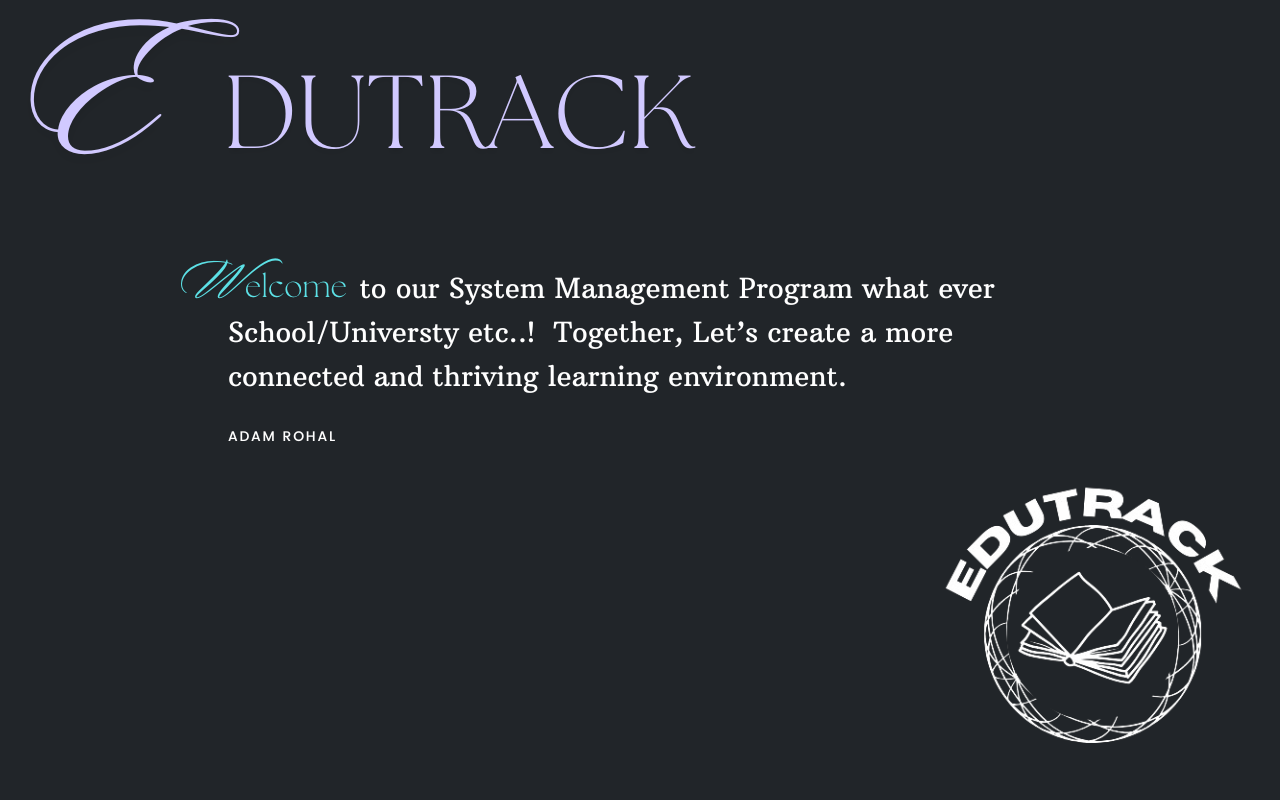 EDUTRACK
Welcome to our System Management Program what ever
School/Universty etc..! Together, Let’s create a more
connected and thriving learning environment.
ADAM ROHAL
EDUTRACK